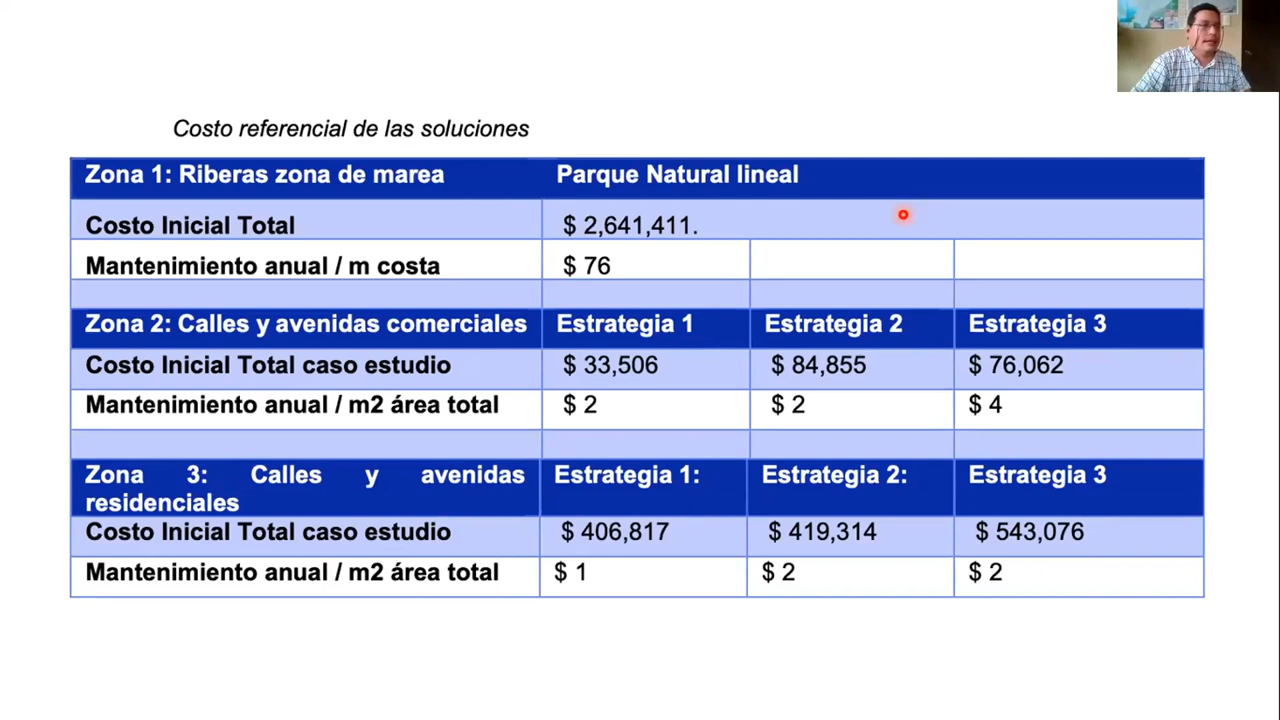 Costo referencial de las soluciones
Zona 1: Riberas zona de marea Parque Natural lineal
Costo Inicial Total $ 2,641,411.
Mantenimiento anual / m costa $ 76
Zona 2: Calles y avenidas comerciales Estrategia 1 Estrategia 2 Estrategia 3
Costo Inicial Total caso estudio $ 33,506 $ 84,855 $ 76,062
Mantenimiento anual / m2 área total $ 2 $ 2 $ 4
Zona 3: Calles y avenidas Estrategia 1: Estrategia 2: Estrategia 3
residenciales
Costo Inicial Total caso estudio $ 406,817 $ 419,314 $ 543,076
Mantenimiento anual / m2 área total $ 1 $ 2 $ 2